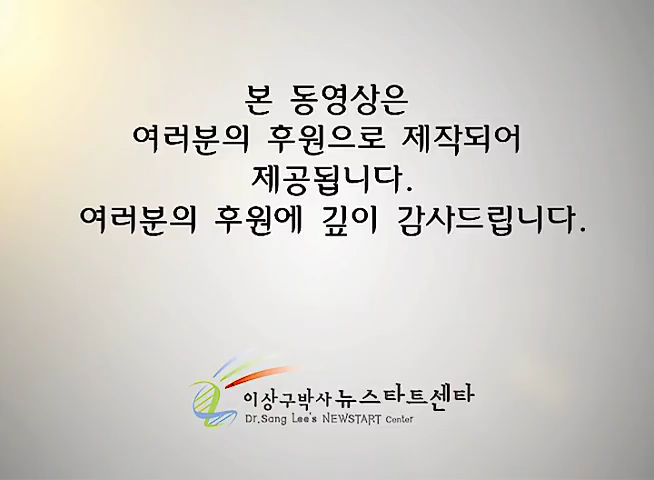 본 동영상은
여러분의 후원으로 제작되어
제공됩니다.
여러분의 후원에 깊이 감사드립니다.
이상구박사 뉴스타트센타
Dr.Sang Lee's NEWSTART Center